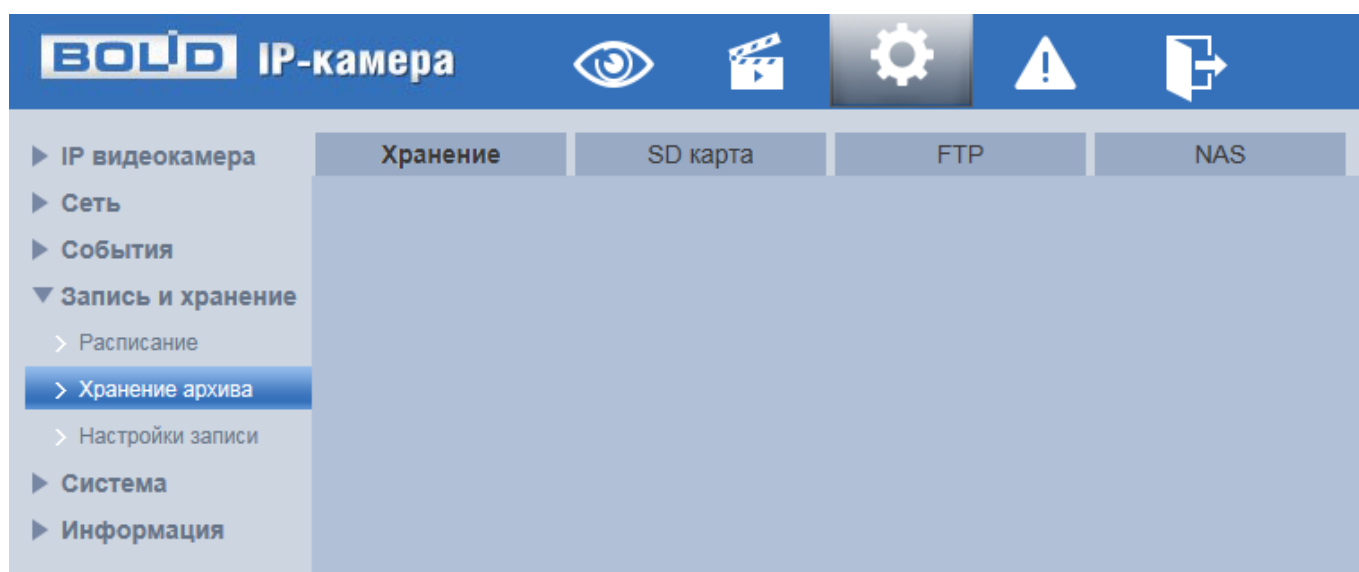 BOLID IP-камера
Хранение SD карта FTP NAS
IP видеокамера
Сеть
События
Запись и хранение
Расписание
Хранение архива
Настройки записи
Система
Информация